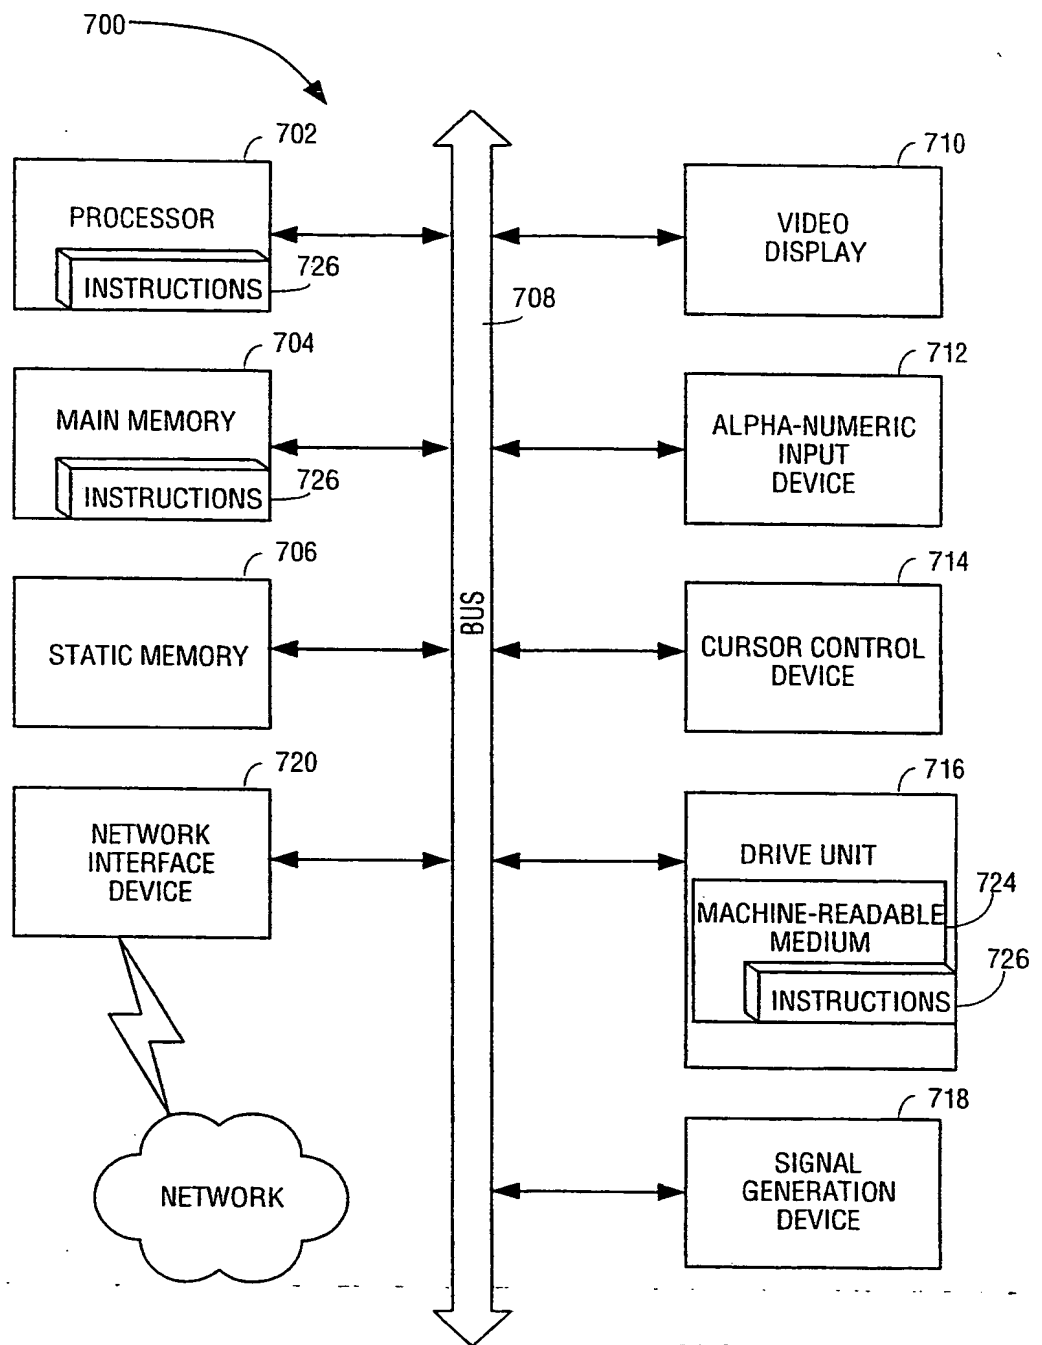 700
702
PROCESSOR
INSTRUCTIONS
726
704
MAIN MEMORY
INSTRUCTIONS
726
706
STATIC MEMORY
720
NETWORK
INTERFACE
DEVICE
NETWORK
708
BUS
710
VIDEO
DISPLAY
712
ALPHA-NUMERIC
INPUT
DEVICE
714
CURSOR CONTROL
DEVICE
716
DRIVE UNIT
724
MACHINE-READABLE
MEDIUM
726
INSTRUCTIONS
718
SIGNAL
GENERATION
DEVICE